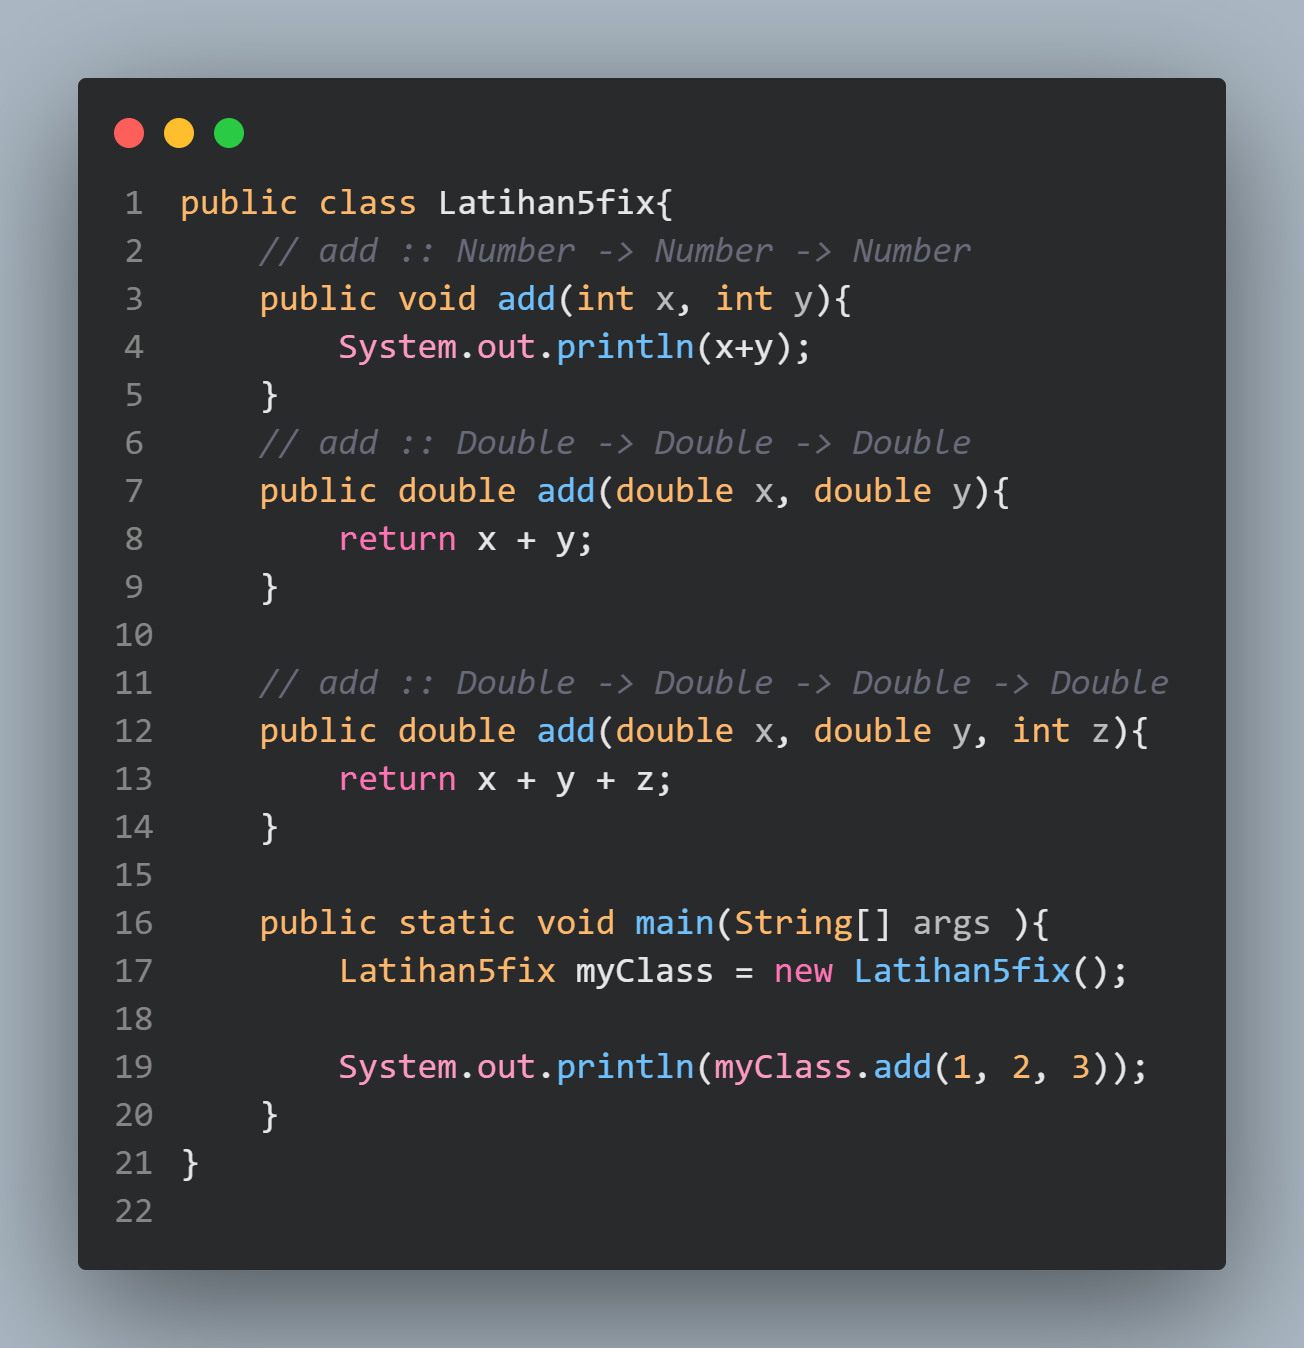 1 public class Latihan5fix{
2     // add :: Number -> Number -> Number
3     public void add(int x, int y){
4         System.out.println(x+y);
5     }
6     // add :: Double -> Double -> Double
7     public double add(double x, double y){
8         return x + y;
9     }
10
11     // add :: Double -> Double -> Double -> Double
12     public double add(double x, double y, int z){
13         return x + y + z;
14     }
15
16     public static void main(String[] args ){
17         Latihan5fix myClass = new Latihan5fix();
18
19         System.out.println(myClass.add(1, 2, 3));
20     }
21 }
22